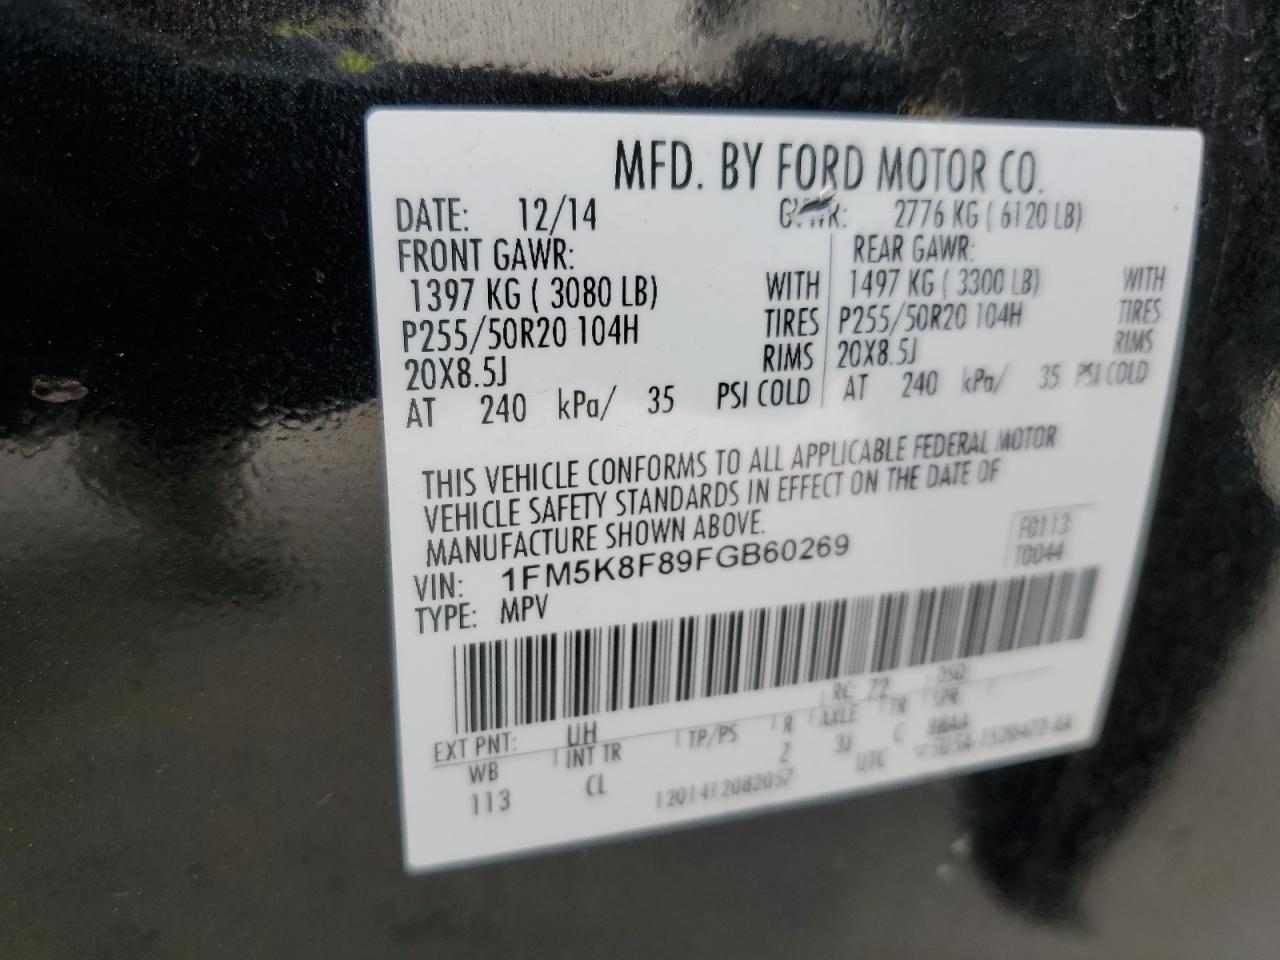 MFD. BY FORD MOTOR CO.
DATE: 12/14 GVWR: 2776 KG ( 6120 LB)
FRONT GAWR: REAR GAWR:
1397 KG ( 3080 LB) WITH 1497 KG ( 3300 LB) WITH
P255/50R20 104H TIRES P255/50R20 104H TIRES
20X8.5J RIMS 20X8.5J RIMS
AT 240 kPa/ 35 PSI COLD AT 240 kPa/ 35 PSI COLD
THIS VEHICLE CONFORMS TO ALL APPLICABLE FEDERAL MOTOR
VEHICLE SAFETY STANDARDS IN EFFECT ON THE DATE OF
MANUFACTURE SHOWN ABOVE.
F0113
T0044
VIN: 1FM5K8F89FGB60269
TYPE: MPV
EXT PNT: UH RC: 72 DSO:
WB INT TR TP/PS R AXLE TR SPR
113 CL 2 3J C BBAA
1201412082057 UTC